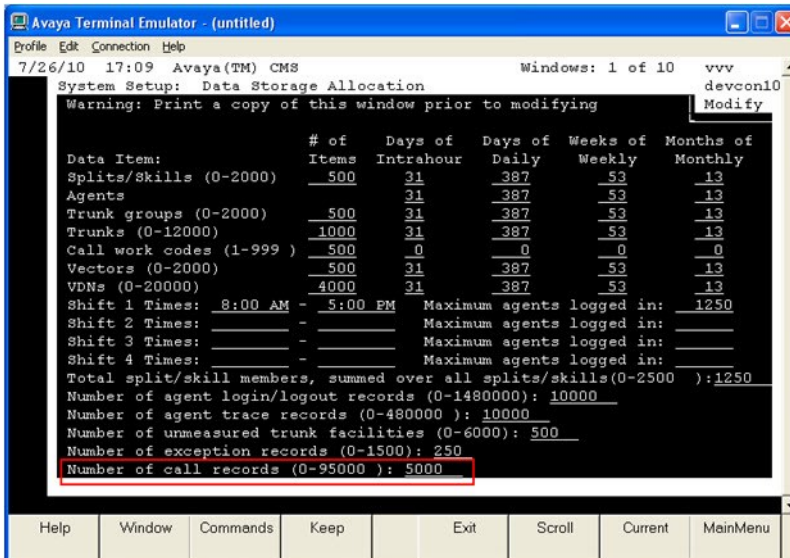 Avaya Terminal Emulator - (untitled)
Profile Edit Connection Help
7/26/10 17:09 Avaya(TM) CMS Windows: 1 of 10 vvv
System Setup: Data Storage Allocation devcon10
Warning: Print a copy of this window prior to modifying Modify
# of Days of Days of Weeks of Months of
Data Item: Items Intrahour Daily Weekly Monthly
Splits/Skills (0-2000) 500 31 387 53 13
Agents 31 387 53 13
Trunk groups (0-2000) 500 31 387 53 13
Trunks (0-12000) 1000 31 387 53 13
Call work codes (1-999 ) 500 0 0 0 0
Vectors (0-2000) 500 31 387 53 13
VDNs (0-20000) 4000 31 387 53 13
Shift 1 Times: 8:00 AM - 5:00 PM Maximum agents logged in: 1250
Shift 2 Times: - Maximum agents logged in:
Shift 3 Times: - Maximum agents logged in:
Shift 4 Times: - Maximum agents logged in:
Total split/skill members, summed over all splits/skills(0-2500 ):1250
Number of agent login/logout records (0-1480000): 10000
Number of agent trace records (0-480000 ): 10000
Number of unmeasured trunk facilities (0-6000): 500
Number of exception records (0-1500): 250
Number of call records (0-95000 ): 5000
Help Window Commands Keep Exit Scroll Current MainMenu